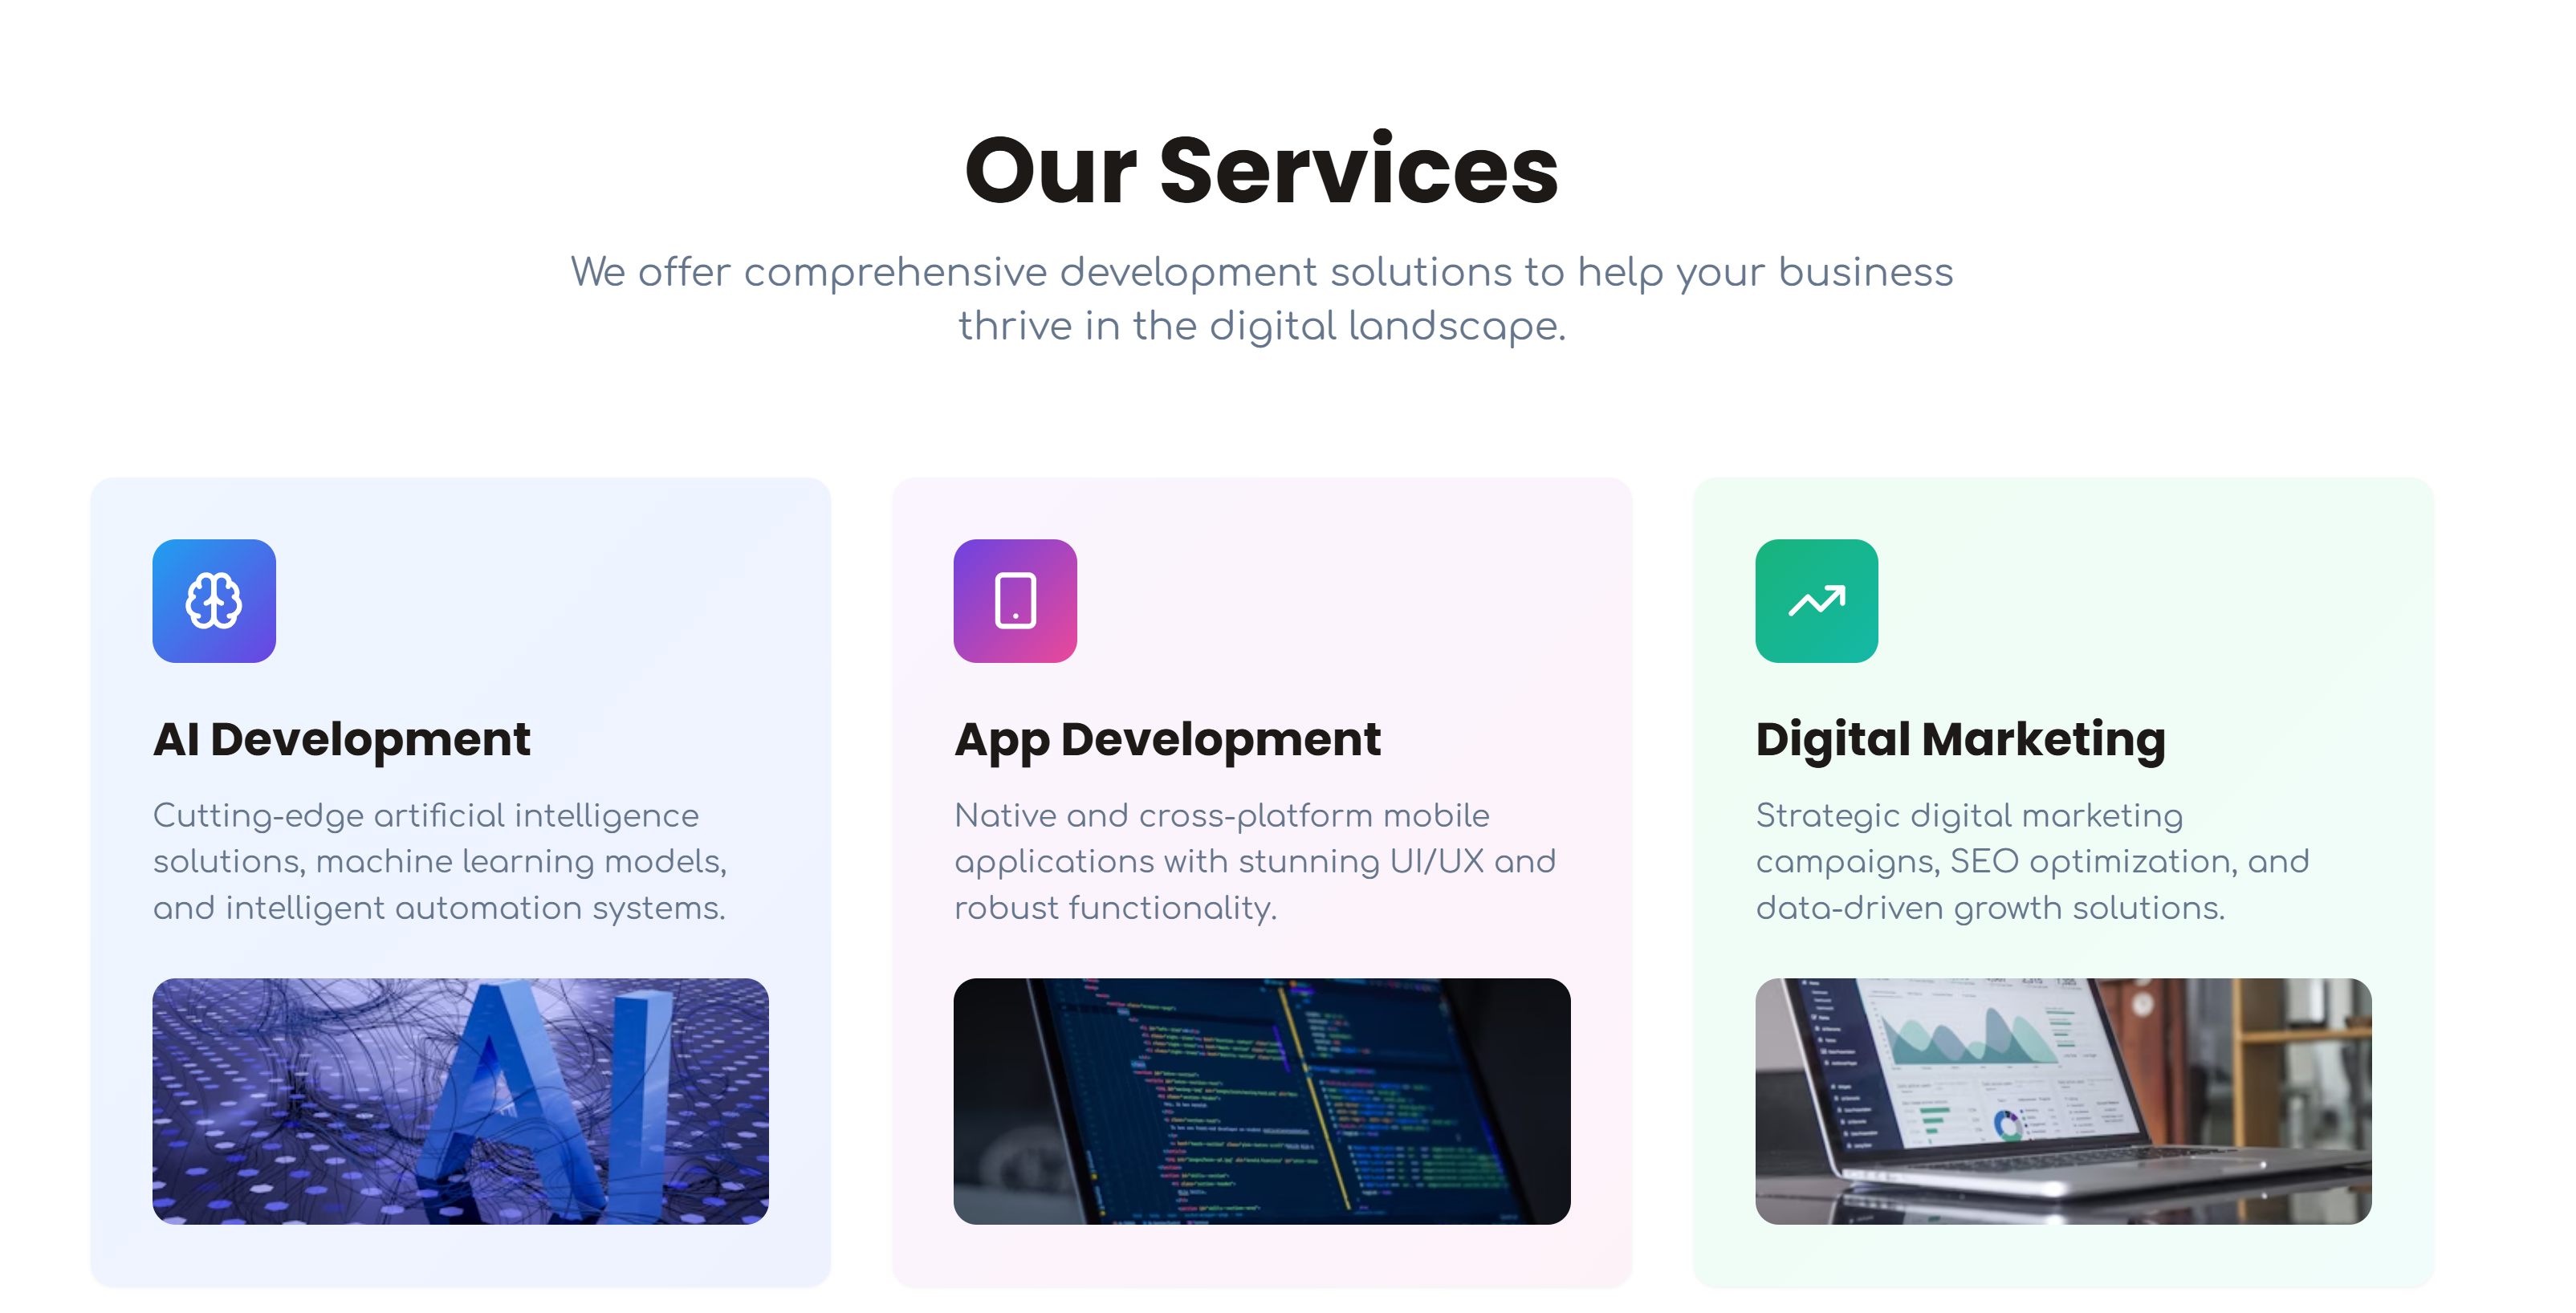 Our Services
We offer comprehensive development solutions to help your business
thrive in the digital landscape.
AI Development
Cutting-edge artificial intelligence
solutions, machine learning models,
and intelligent automation systems.
AI
App Development
Native and cross-platform mobile
applications with stunning UI/UX and
robust functionality.
Digital Marketing
Strategic digital marketing
campaigns, SEO optimization, and
data-driven growth solutions.